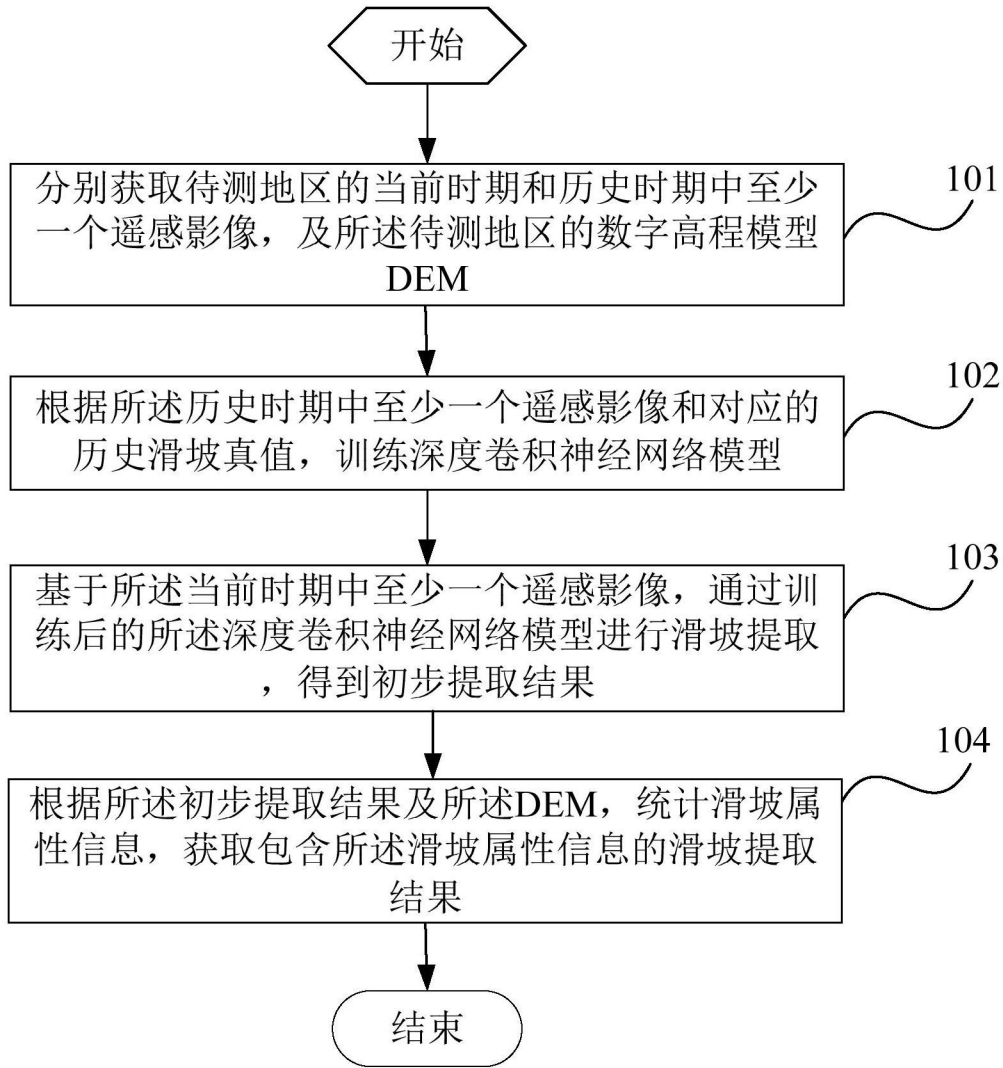 开始
分别获取待测地区的当前时期和历史时期中至少
一个遥感影像，及所述待测地区的数字高程模型
DEM
101
根据所述历史时期中至少一个遥感影像和对应的
历史滑坡真值，训练深度卷积神经网络模型
102
基于所述当前时期中至少一个遥感影像，通过训
练后的所述深度卷积神经网络模型进行滑坡提取
，得到初步提取结果
103
根据所述初步提取结果及所述DEM，统计滑坡属
性信息，获取包含所述滑坡属性信息的滑坡提取
结果
104
结束